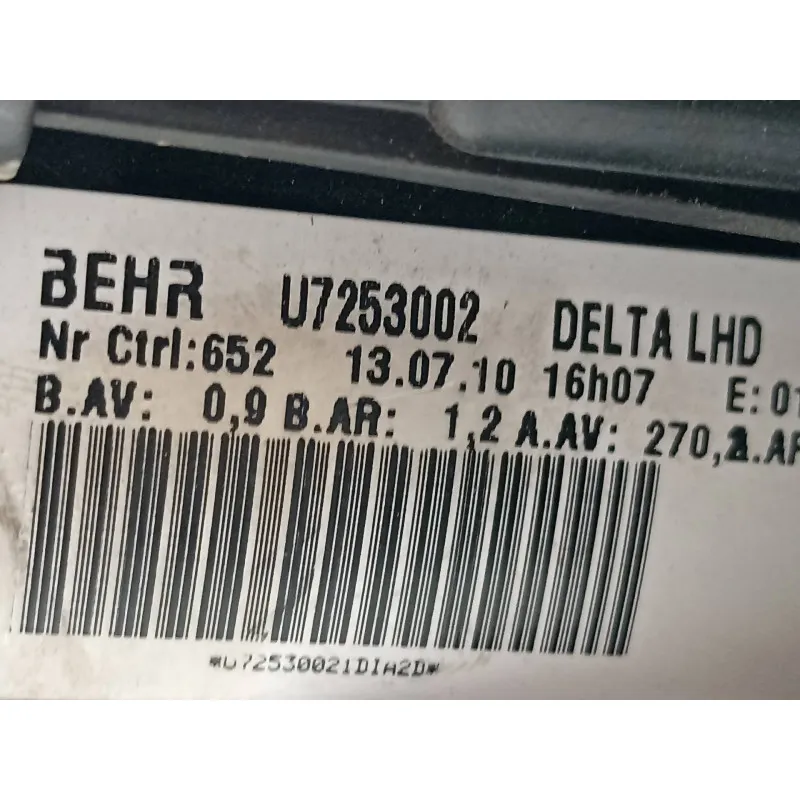 BEHR U7253002 DELTA LHD
Nr Ctrl:652 13.07.10 16h07 E:01
B.AV: 0,9 B.AR: 1,2 A.AV: 270,
*U72530021DIA2D*